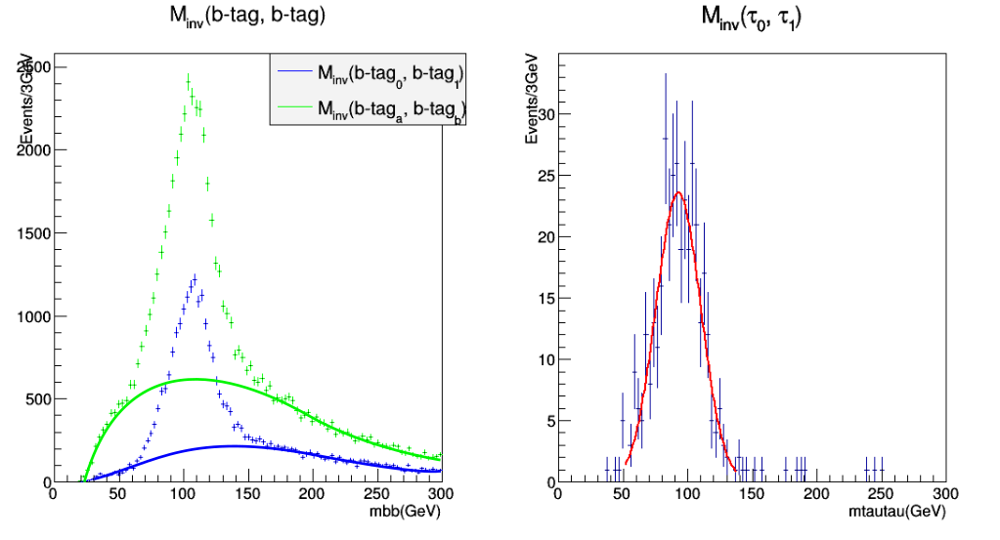 M_inv(b-tag, b-tag)
M_inv(τ_0, τ_1)
Events/3GeV
M_inv(b-tag_0, b-tag_1)
M_inv(b-tag_a, b-tag_b)
2500
2000
1500
1000
500
0
0 50 100 150 200 250 300
mbb(GeV)
Events/3GeV
30
25
20
15
10
5
0
0 50 100 150 200 250 300
mtautau(GeV)